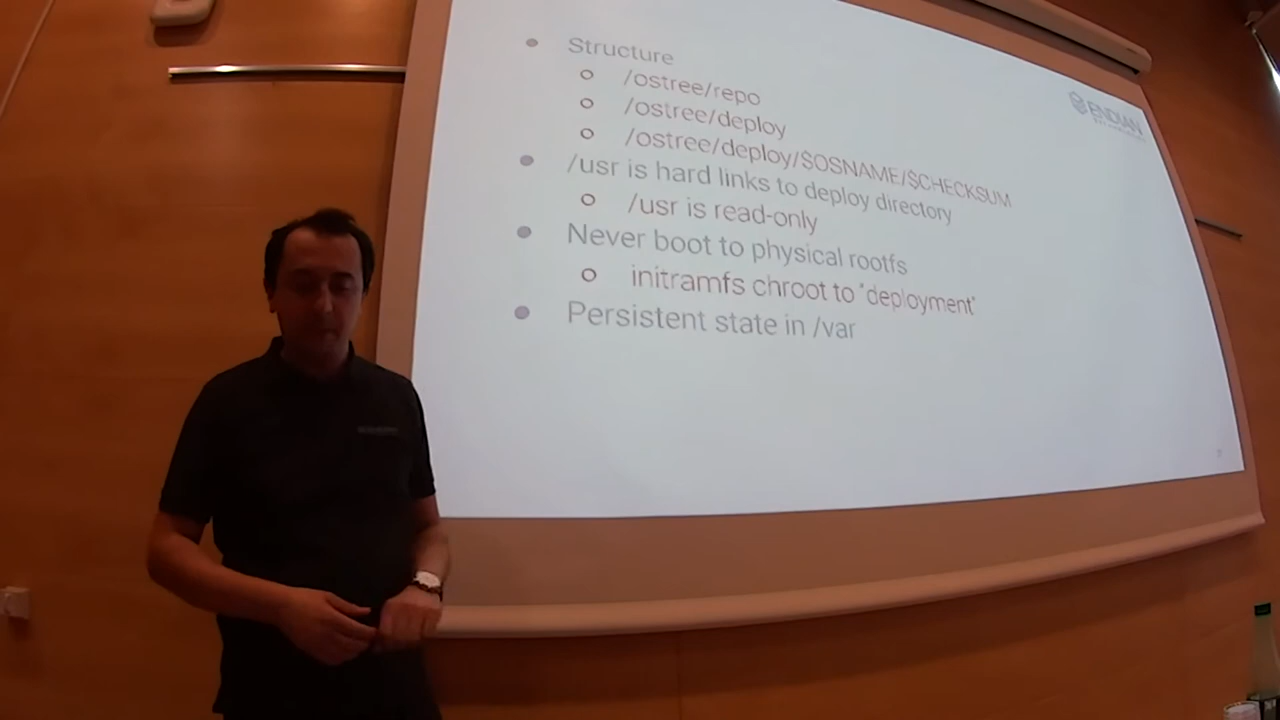 Structure
/ostree/repo
/ostree/deploy
/ostree/deploy/$OSNAME/$CHECKSUM
/usr is hard links to deploy directory
/usr is read-only
Never boot to physical rootfs
initramfs chroot to "deployment"
Persistent state in /var
ENDIAN